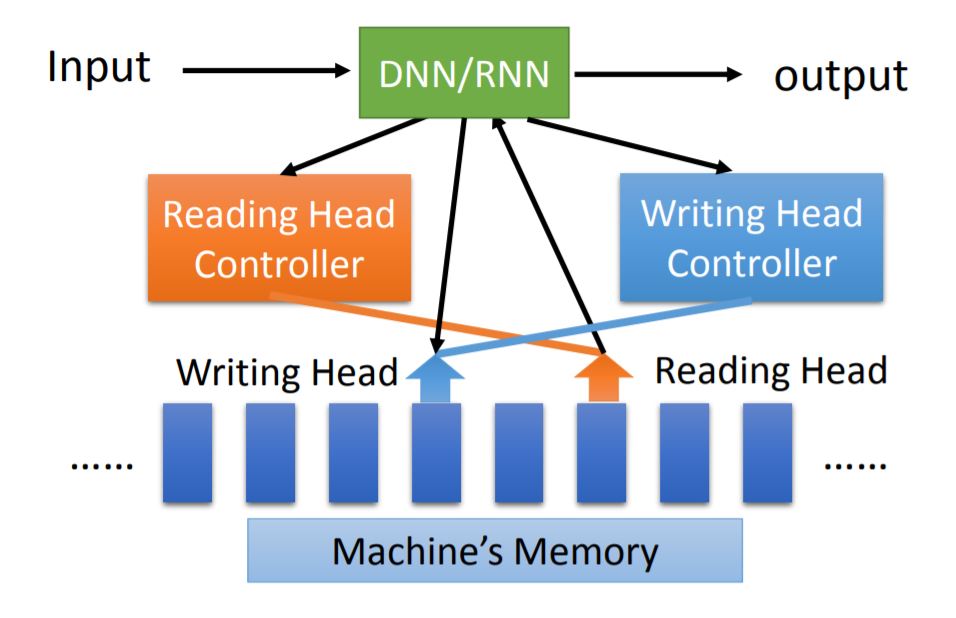 Input
DNN/RNN
output
Reading Head
Controller
Writing Head
Controller
Writing Head
Reading Head
......
......
Machine's Memory